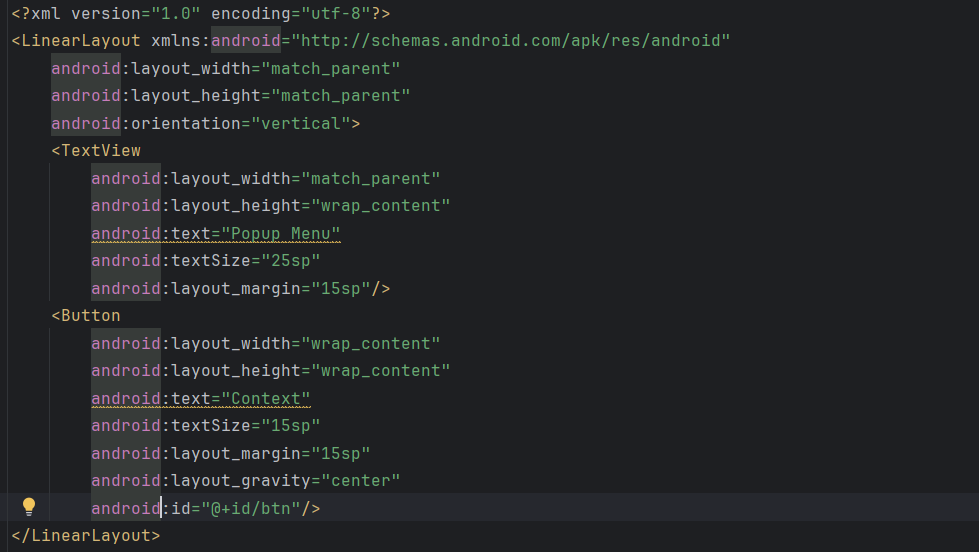 <?xml version="1.0" encoding="utf-8"?>
<LinearLayout xmlns:android="http://schemas.android.com/apk/res/android"
    android:layout_width="match_parent"
    android:layout_height="match_parent"
    android:orientation="vertical">
    <TextView
        android:layout_width="match_parent"
        android:layout_height="wrap_content"
        android:text="Popup Menu"
        android:textSize="25sp"
        android:layout_margin="15sp"/>
    <Button
        android:layout_width="wrap_content"
        android:layout_height="wrap_content"
        android:text="Context"
        android:textSize="15sp"
        android:layout_margin="15sp"
        android:layout_gravity="center"
        android:id="@+id/btn"/>
</LinearLayout>